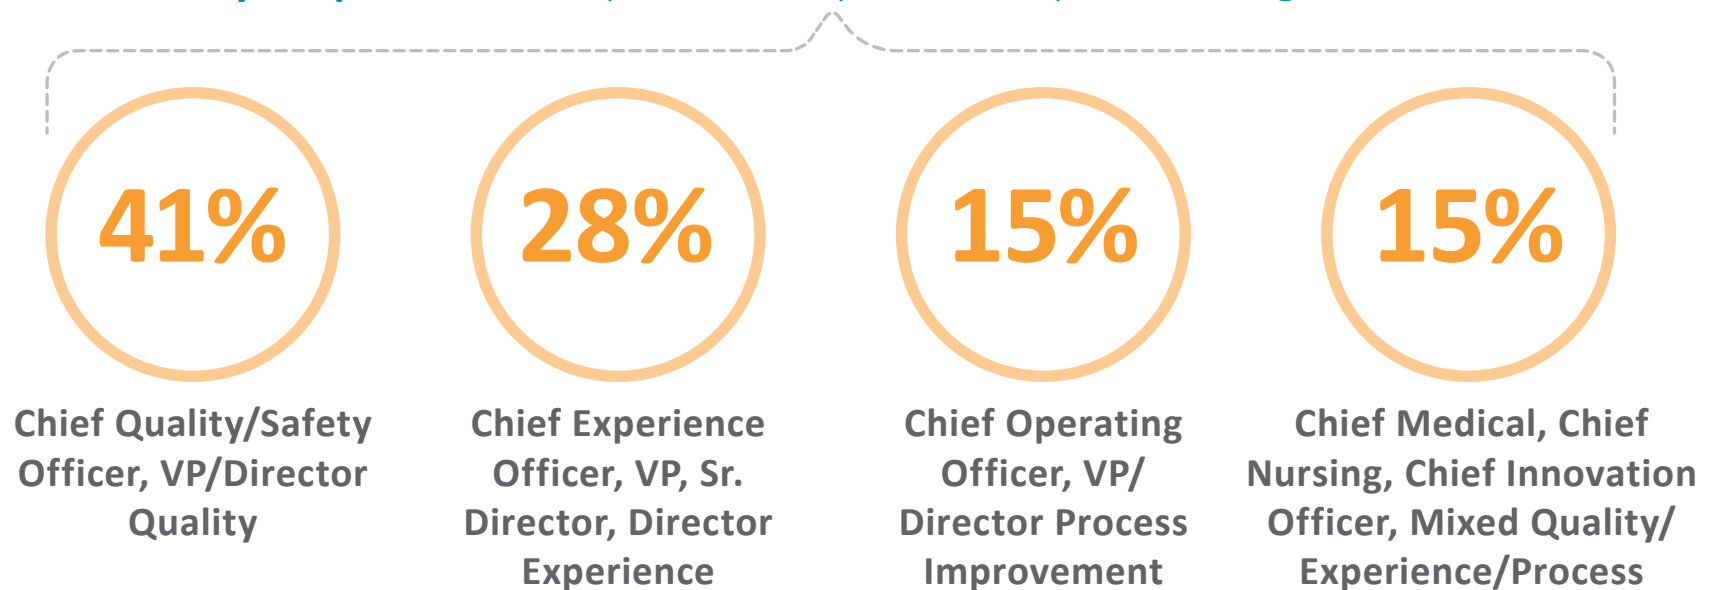 41%
28%
15%
15%
Chief Quality/Safety
Officer, VP/Director
Quality
Chief Experience
Officer, VP, Sr.
Director, Director
Experience
Chief Operating
Officer, VP/
Director Process
Improvement
Chief Medical, Chief
Nursing, Chief Innovation
Officer, Mixed Quality/
Experience/Process